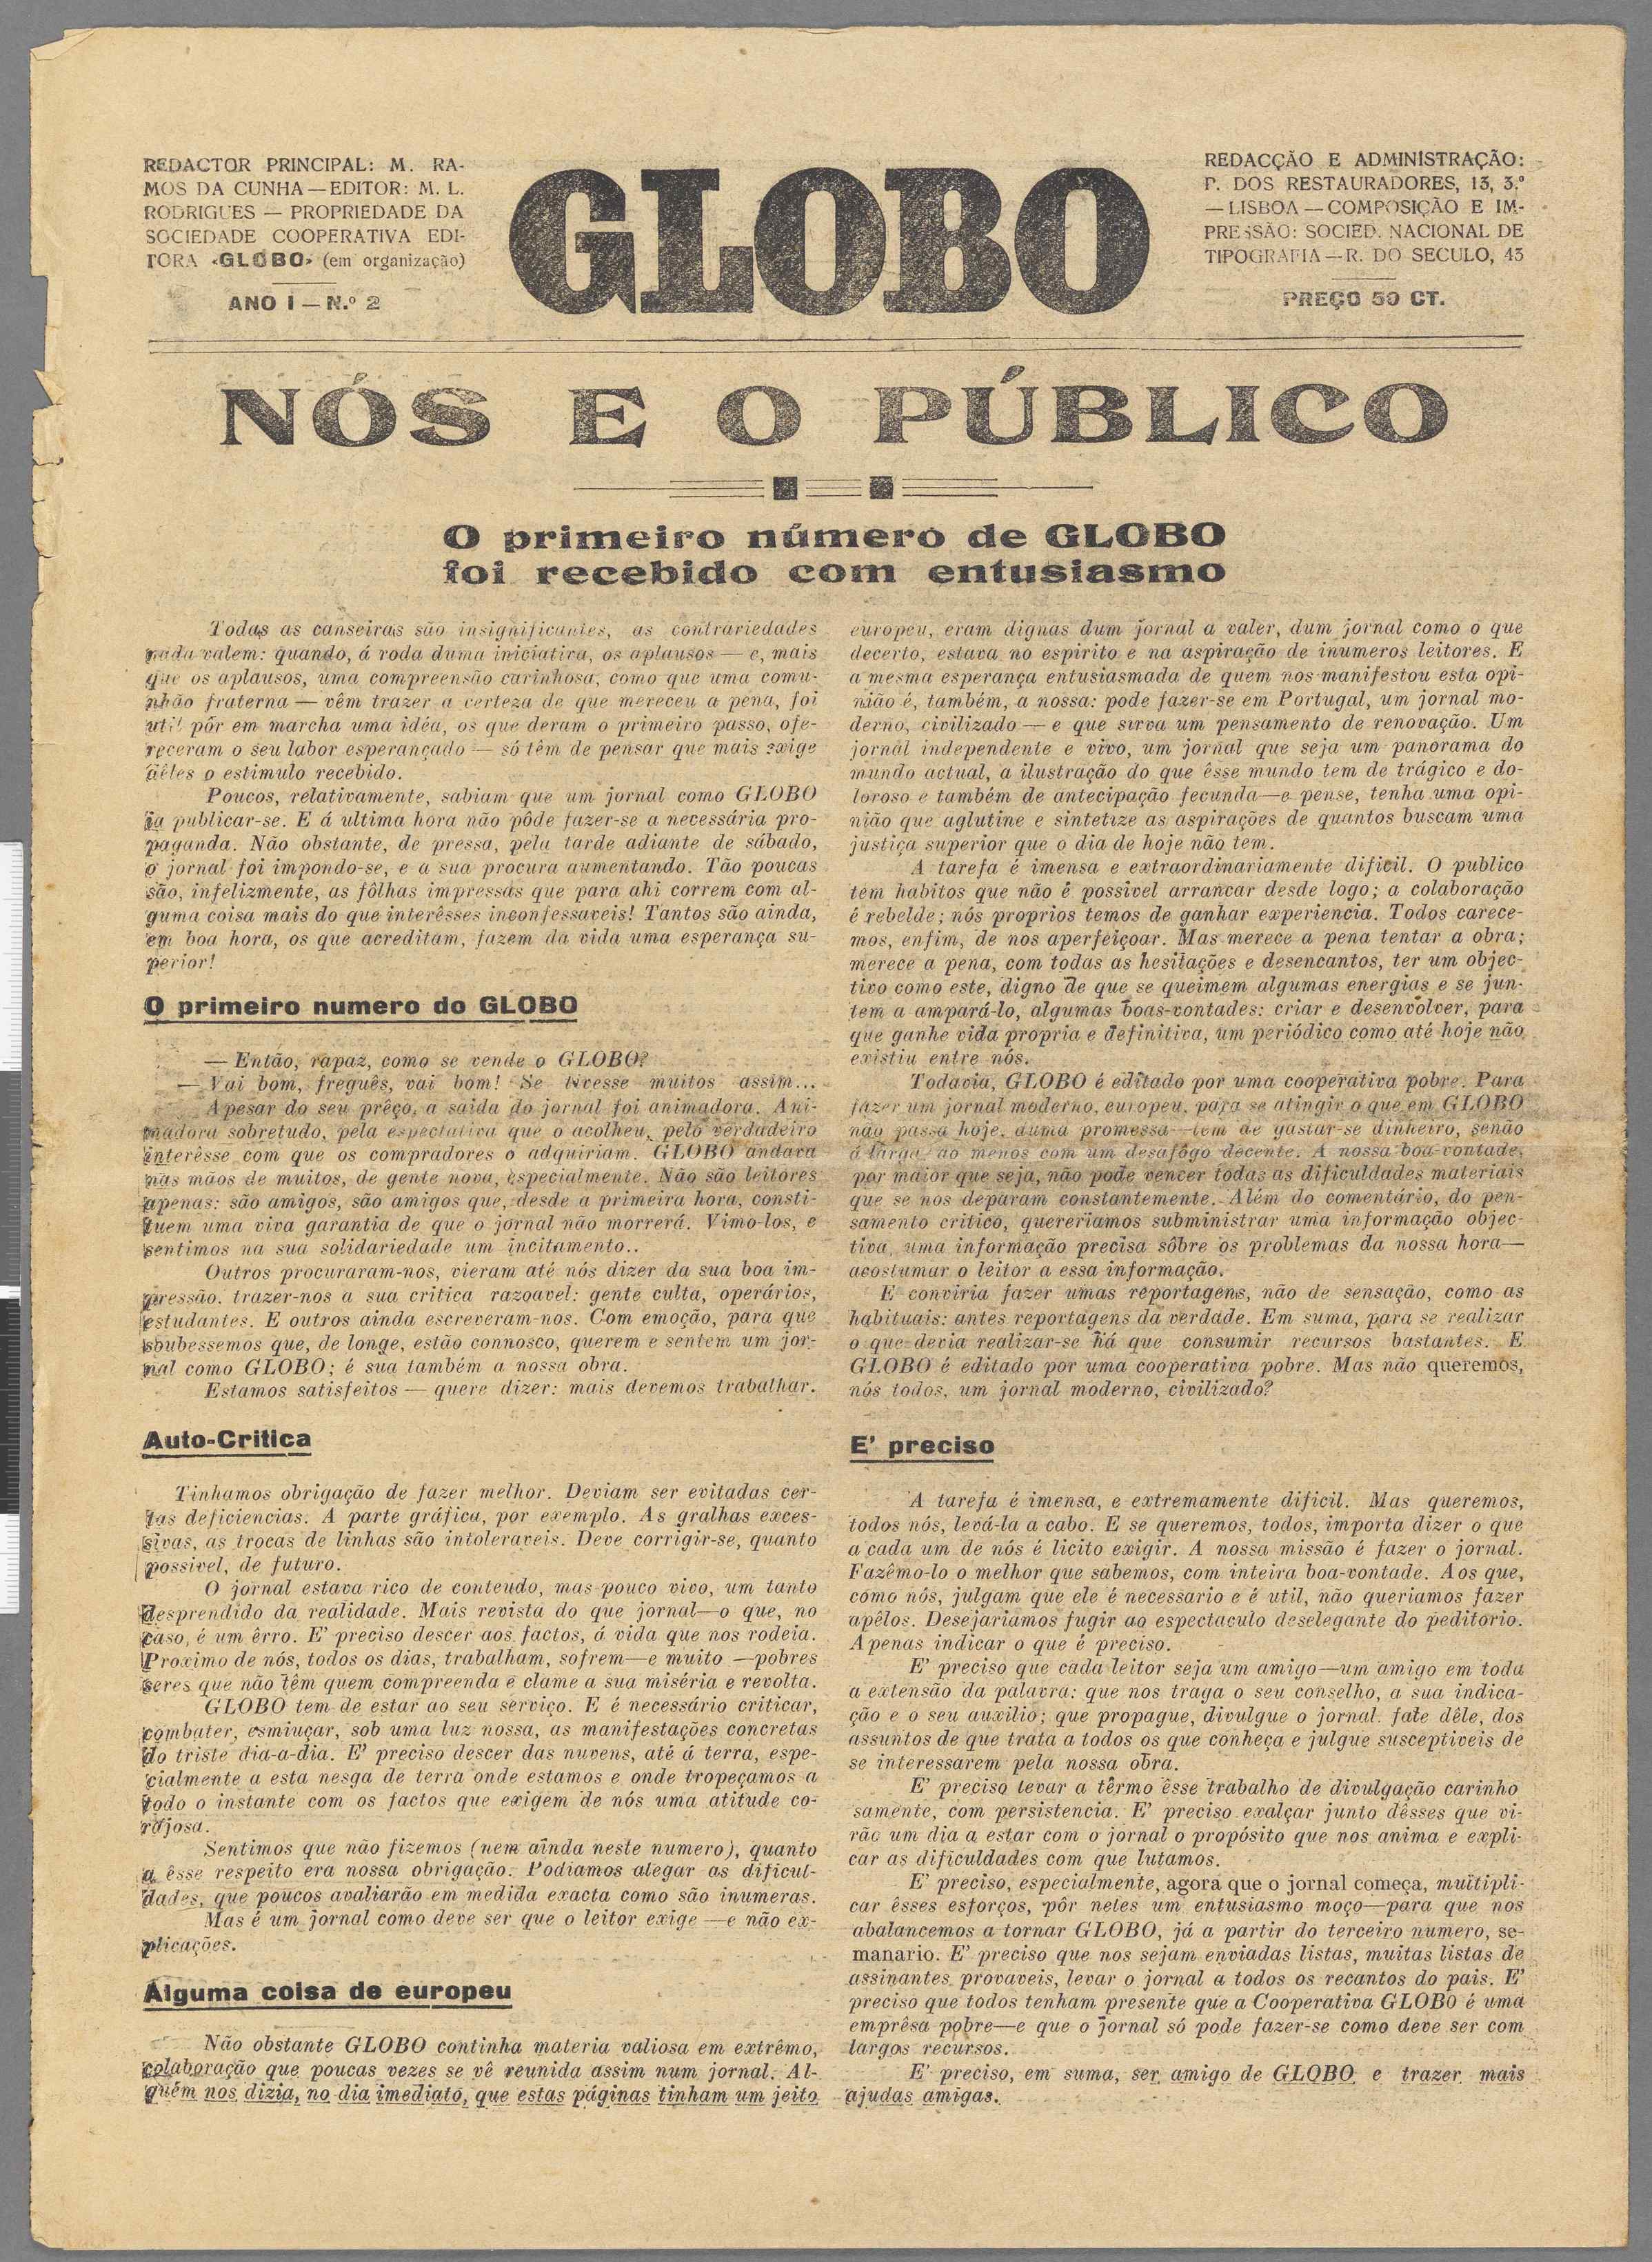 REDACTOR PRINCIPAL: M. RA-
MOS DA CUNHA—EDITOR: M. L.
RODRIGUES — PROPRIEDADE DA
SOCIEDADE COOPERATIVA EDI-
TORA «GLOBO» (em organização)
ANO I — N.º 2
GLOBO
REDACÇÃO E ADMINISTRAÇÃO:
P. DOS RESTAURADORES, 13, 3.º
—LISBOA—COMPOSIÇÃO E IM-
PRESSÃO: SOCIED. NACIONAL DE
TIPOGRAFIA—R. DO SECULO, 43
PREÇO 50 CT.
NÓS E O PÚBLICO
O primeiro número de GLOBO
foi recebido com entusiasmo
Todas as canseiras são insignificantes, as contrariedades
nada valem: quando, á roda duma iniciativa, os aplausos — e, mais
que os aplausos, uma compreensão carinhosa, como que uma comu-
nhão fraterna — vêm trazer a certeza de que mereceu a pena, foi
util pôr em marcha uma idéa, os que deram o primeiro passo, ofe-
receram o seu labor esperançado — só têm de pensar que mais exige
dêles o estimulo recebido.
Poucos, relativamente, sabiam que um jornal como GLOBO
ia publicar-se. E á ultima hora não pôde fazer-se a necessária pro-
paganda. Não obstante, de pressa, pela tarde adiante de sábado,
o jornal foi impondo-se, e a sua procura aumentando. Tão poucas
são, infelizmente, as fôlhas impressas que para ahi correm com al-
guma coisa mais do que interêsses inconfessaveis! Tantos são ainda,
em boa hora, os que acreditam, fazem da vida uma esperança su-
perior!
O primeiro numero do GLOBO
— Então, rapaz, como se vende o GLOBO?
— Vai bom, freguês, vai bom! Se tivesse muitos assim...
Apesar do seu prêço, a saida do jornal foi animadora. Ani-
madora sobretudo, pela espectativa que o acolheu, pelo verdadeiro
interêsse com que os compradores o adquiriam. GLOBO andava
nas mãos de muitos, de gente nova, especialmente. Não são leitores
apenas: são amigos, são amigos que, desde a primeira hora, consti-
tuem uma viva garantia de que o jornal não morrerá. Vimo-los, e
sentimos na sua solidariedade um incitamento..
Outros procuraram-nos, vieram até nós dizer da sua boa im-
pressão. trazer-nos a sua critica razoavel: gente culta, operários,
estudantes. E outros ainda escreveram-nos. Com emoção, para que
soubessemos que, de longe, estão connosco, querem e sentem um jor-
nal como GLOBO; é sua também a nossa obra.
Estamos satisfeitos — quere dizer: mais devemos trabalhar.
Auto-Critica
Tinhamos obrigação de fazer melhor. Deviam ser evitadas cer-
tas deficiencias. A parte gráfica, por exemplo. As gralhas exces-
sivas, as trocas de linhas são intoleraveis. Deve corrigir-se, quanto
possivel, de futuro.
O jornal estava rico de conteudo, mas pouco vivo, um tanto
desprendido da realidade. Mais revista do que jornal—o que, no
caso, é um êrro. E' preciso descer aos factos, á vida que nos rodeia.
Proximo de nós, todos os dias, trabalham, sofrem—e muito —pobres
seres que não têm quem compreenda e clame a sua miséria e revolta.
GLOBO tem de estar ao seu serviço. E é necessário criticar,
combater, esmiuçar, sob uma luz nossa, as manifestações concretas
do triste dia-a-dia. E' preciso descer das nuvens, até á terra, espe-
cialmente a esta nesga de terra onde estamos e onde tropeçamos a
todo o instante com os factos que exigem de nós uma atitude co-
rajosa.
Sentimos que não fizemos (nem ainda neste numero), quanto
a êsse respeito era nossa obrigação. Podiamos alegar as dificul-
dades, que poucos avaliarão em medida exacta como são inumeras.
Mas é um jornal como deve ser que o leitor exige —e não ex-
plicações.
Alguma coisa de europeu
Não obstante GLOBO continha materia valiosa em extrêmo,
colaboração que poucas vezes se vê reunida assim num jornal. Al-
guém nos dizia, no dia imediato, que estas páginas tinham um jeito
europeu, eram dignas dum jornal a valer, dum jornal como o que
decerto, estava no espirito e na aspiração de inumeros leitores. E
a mesma esperança entusiasmada de quem nos manifestou esta opi-
nião é, também, a nossa: pode fazer-se em Portugal, um jornal mo-
derno, civilizado — e que sirva um pensamento de renovação. Um
jornal independente e vivo, um jornal que seja um panorama do
mundo actual, a ilustração do que êsse mundo tem de trágico e do-
loroso e também de antecipação fecunda—e pense, tenha uma opi-
nião que aglutine e sintetize as aspirações de quantos buscam uma
justiça superior que o dia de hoje não tem.
A tarefa é imensa e extraordinariamente dificil. O publico
tem habitos que não é possivel arrancar desde logo; a colaboração
é rebelde; nós proprios temos de ganhar experiencia. Todos carece-
mos, enfim, de nos aperfeiçoar. Mas merece a pena tentar a obra;
merece a pena, com todas as hesitações e desencantos, ter um objec-
tivo como este, digno de que se queimem algumas energias e se jun-
tem a ampará-lo, algumas boas-vontades: criar e desenvolver, para
que ganhe vida propria e definitiva, um periódico como até hoje não
existiu entre nós.
Todavia, GLOBO é editado por uma cooperativa pobre. Para
fazer um jornal moderno, europeu, para se atingir o que em GLOBO
não passa hoje, duma promessa—tem de gastar-se dinheiro, senão
á larga, ao menos com um desafôgo decente. A nossa boa-vontade,
por maior que seja, não pode vencer todas as dificuldades materiais
que se nos deparam constantemente. Além do comentário, do pen-
samento critico, quereriamos subministrar uma informação objec-
tiva, uma informação precisa sôbre os problemas da nossa hora—
acostumar o leitor a essa informação.
E conviria fazer umas reportagens, não de sensação, como as
habituais: antes reportagens da verdade. Em suma, para se realizar
o que devia realizar-se há que consumir recursos bastantes. E
GLOBO é editado por uma cooperativa pobre. Mas não queremos,
nós todos, um jornal moderno, civilizado?
E' preciso
A tarefa é imensa, e extremamente dificil. Mas queremos,
todos nós, levá-la a cabo. E se queremos, todos, importa dizer o que
a cada um de nós é licito exigir. A nossa missão é fazer o jornal.
Fazêmo-lo o melhor que sabemos, com inteira boa-vontade. Aos que,
como nós, julgam que ele é necessario e é util, não queriamos fazer
apêlos. Desejariamos fugir ao espectaculo deselegante do peditorio.
Apenas indicar o que é preciso.
E' preciso que cada leitor seja um amigo—um amigo em toda
a extensão da palavra: que nos traga o seu conselho, a sua indica-
ção e o seu auxilio; que propague, divulgue o jornal. fale dêle, dos
assuntos de que trata a todos os que conheça e julgue susceptiveis de
se interessarem pela nossa obra.
E' preciso levar a têrmo êsse trabalho de divulgação carinho
samente, com persistencia. E' preciso exalçar junto dêsses que vi-
rão um dia a estar com o jornal o propósito que nos anima e expli-
car as dificuldades com que lutamos.
E' preciso, especialmente, agora que o jornal começa, multipli-
car êsses esforços, pôr neles um entusiasmo moço—para que nos
abalancemos a tornar GLOBO, já a partir do terceiro numero, se-
manario. E' preciso que nos sejam enviadas listas, muitas listas de
assinantes provaveis, levar o jornal a todos os recantos do pais. E'
preciso que todos tenham presente que a Cooperativa GLOBO é uma
emprêsa pobre—e que o jornal só pode fazer-se como deve ser com
largos recursos.
E' preciso, em suma, ser amigo de GLOBO e trazer mais
ajudas amigas.